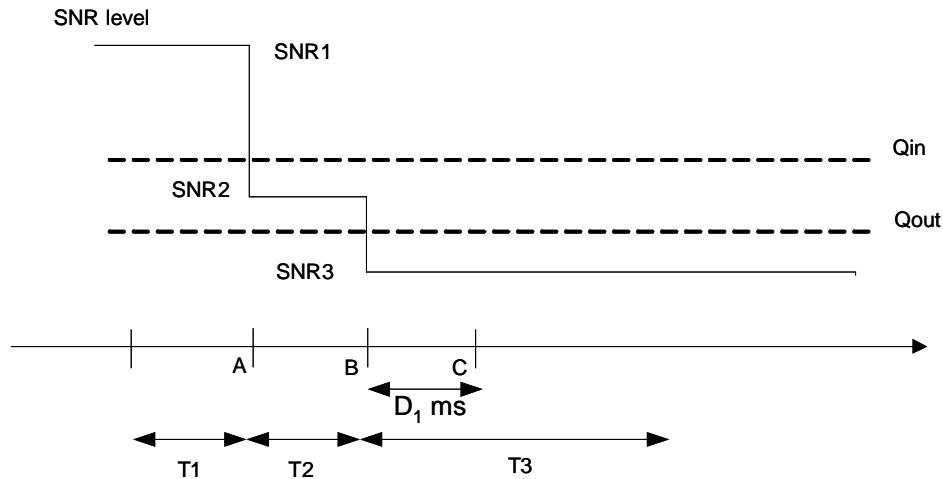 SNR level
SNR1
Qin
SNR2
Qout
SNR3
A
B
C
D₁ ms
T1
T2
T3